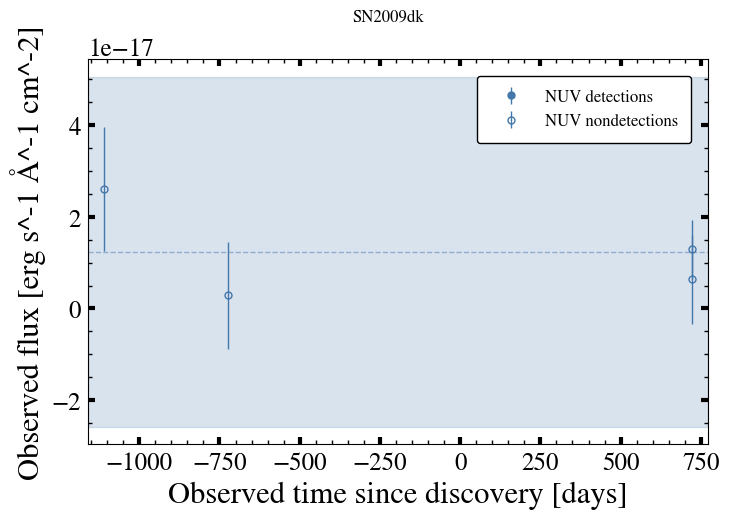 SN2009dk
1e−17
Observed flux [erg s^-1 Å^-1 cm^-2]
4
2
0
−2
NUV detections
NUV nondetections
−1000 −750 −500 −250 0 250 500 750
Observed time since discovery [days]